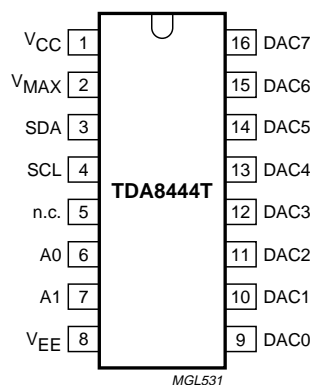 VCC 1 16 DAC7
VMAX 2 15 DAC6
SDA 3 14 DAC5
SCL 4 13 DAC4
TDA8444T
n.c. 5 12 DAC3
A0 6 11 DAC2
A1 7 10 DAC1
VEE 8 9 DAC0
MGL531